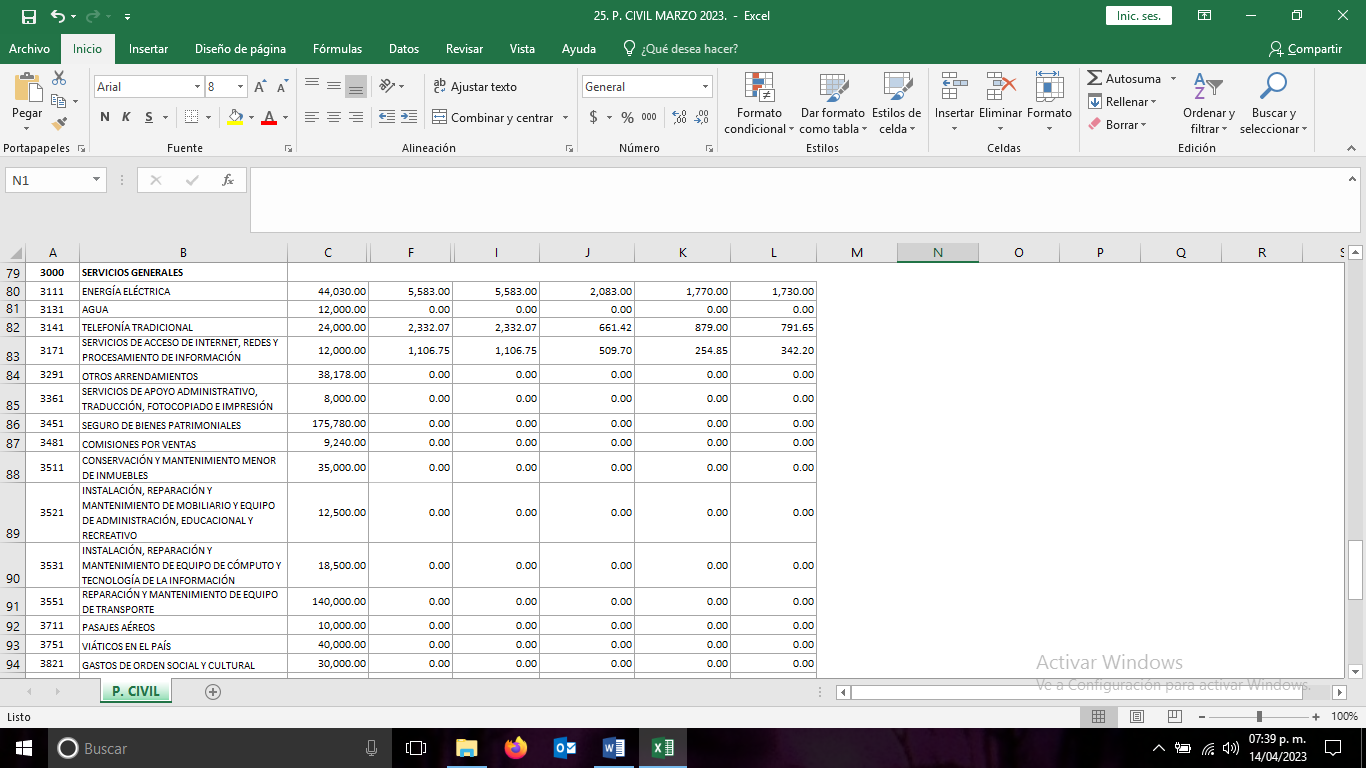 25. P. CIVIL MARZO 2023. - Excel
Inic. ses.
Archivo Inicio Insertar Diseño de página Fórmulas Datos Revisar Vista Ayuda ¿Qué desea hacer? Compartir
Pegar
Arial 8
Ajustar texto
General
Combinar y centrar
N K S
Formato condicional
Dar formato como tabla
Estilos de celda
Insertar Eliminar Formato
Autosuma
Rellenar
Borrar
Ordenar y filtrar
Buscar y seleccionar
Portapapeles Fuente Alineación Número Estilos Celdas Edición
N1
fx
A B C F I J K L M N O P Q R S
79 3000 SERVICIOS GENERALES
80 3111 ENERGÍA ELÉCTRICA 44,030.00 5,583.00 5,583.00 2,083.00 1,770.00 1,730.00
81 3131 AGUA 12,000.00 0.00 0.00 0.00 0.00 0.00
82 3141 TELEFONÍA TRADICIONAL 24,000.00 2,332.07 2,332.07 661.42 879.00 791.65
83 3171 SERVICIOS DE ACCESO DE INTERNET, REDES Y
PROCESAMIENTO DE INFORMACIÓN 12,000.00 1,106.75 1,106.75 509.70 254.85 342.20
84 3291 OTROS ARRENDAMIENTOS 38,178.00 0.00 0.00 0.00 0.00 0.00
85 3361 SERVICIOS DE APOYO ADMINISTRATIVO,
TRADUCCIÓN, FOTOCOPIADO E IMPRESIÓN 8,000.00 0.00 0.00 0.00 0.00 0.00
86 3451 SEGURO DE BIENES PATRIMONIALES 175,780.00 0.00 0.00 0.00 0.00 0.00
87 3481 COMISIONES POR VENTAS 9,240.00 0.00 0.00 0.00 0.00 0.00
88 3511 CONSERVACIÓN Y MANTENIMIENTO MENOR
DE INMUEBLES 35,000.00 0.00 0.00 0.00 0.00 0.00
89 3521 INSTALACIÓN, REPARACIÓN Y
MANTENIMIENTO DE MOBILIARIO Y EQUIPO
DE ADMINISTRACIÓN, EDUCACIONAL Y
RECREATIVO 12,500.00 0.00 0.00 0.00 0.00 0.00
90 3531 INSTALACIÓN, REPARACIÓN Y
MANTENIMIENTO DE EQUIPO DE CÓMPUTO Y
TECNOLOGÍA DE LA INFORMACIÓN 18,500.00 0.00 0.00 0.00 0.00 0.00
91 3551 REPARACIÓN Y MANTENIMIENTO DE EQUIPO
DE TRANSPORTE 140,000.00 0.00 0.00 0.00 0.00 0.00
92 3711 PASAJES AÉREOS 10,000.00 0.00 0.00 0.00 0.00 0.00
93 3751 VIÁTICOS EN EL PAÍS 40,000.00 0.00 0.00 0.00 0.00 0.00
94 3821 GASTOS DE ORDEN SOCIAL Y CULTURAL 30,000.00 0.00 0.00 0.00 0.00 0.00
Activar Windows
Ve a Configuración para activar Windows.
P. CIVIL
Listo
100%
Buscar
07:39 p. m.
14/04/2023